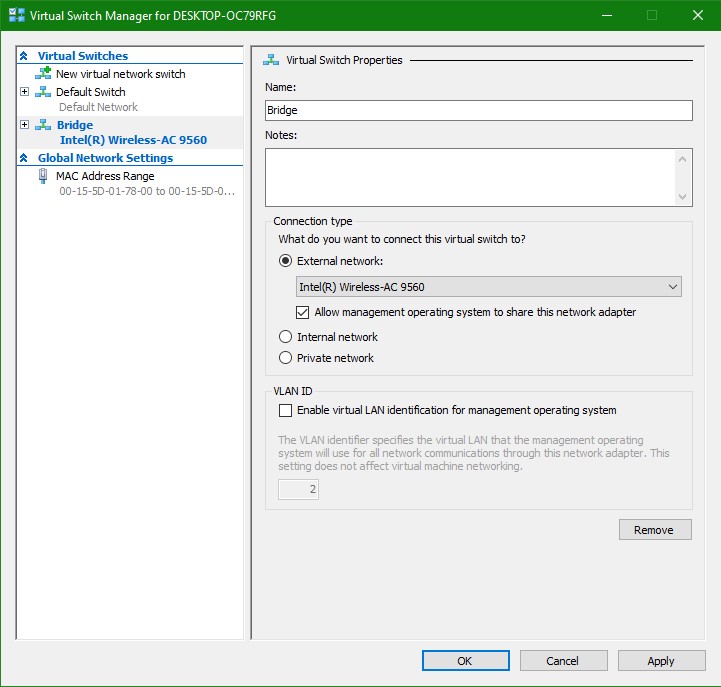 Virtual Switch Manager for DESKTOP-OC79RFG
Virtual Switches
New virtual network switch
Default Switch
Default Network
Bridge
Intel(R) Wireless-AC 9560
Global Network Settings
MAC Address Range
00-15-5D-01-78-00 to 00-15-5D-0...
Virtual Switch Properties
Name:
Bridge
Notes:
Connection type
What do you want to connect this virtual switch to?
External network:
Intel(R) Wireless-AC 9560
Allow management operating system to share this network adapter
Internal network
Private network
VLAN ID
Enable virtual LAN identification for management operating system
The VLAN identifier specifies the virtual LAN that the management operating
system will use for all network communications through this network adapter. This
setting does not affect virtual machine networking.
2
Remove
OK
Cancel
Apply